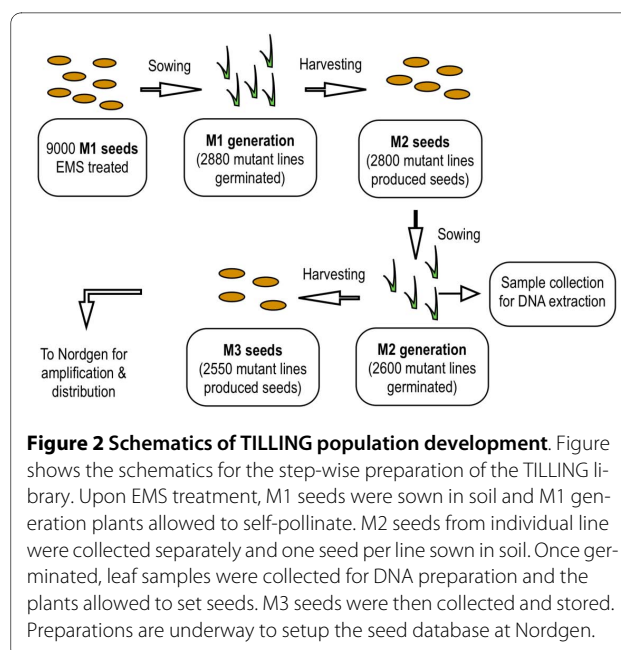 Sowing
Harvesting
9000 M1 seeds
EMS treated
M1 generation
(2880 mutant lines
germinated)
M2 seeds
(2800 mutant lines
produced seeds)
Sowing
Harvesting
Sample collection
for DNA extraction
To Nordgen for
amplification &
distribution
M3 seeds
(2550 mutant lines
produced seeds)
M2 generation
(2600 mutant lines
germinated)
Figure 2 Schematics of TILLING population development. Figure
shows the schematics for the step-wise preparation of the TILLING li-
brary. Upon EMS treatment, M1 seeds were sown in soil and M1 gen-
eration plants allowed to self-pollinate. M2 seeds from individual line
were collected separately and one seed per line sown in soil. Once ger-
minated, leaf samples were collected for DNA preparation and the
plants allowed to set seeds. M3 seeds were then collected and stored.
Preparations are underway to setup the seed database at Nordgen.